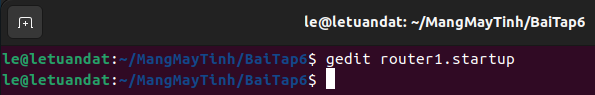 le@letuandat: ~/MangMayTinh/BaiTap6
le@letuandat:~/MangMayTinh/BaiTap6$ gedit router1.startup
le@letuandat:~/MangMayTinh/BaiTap6$